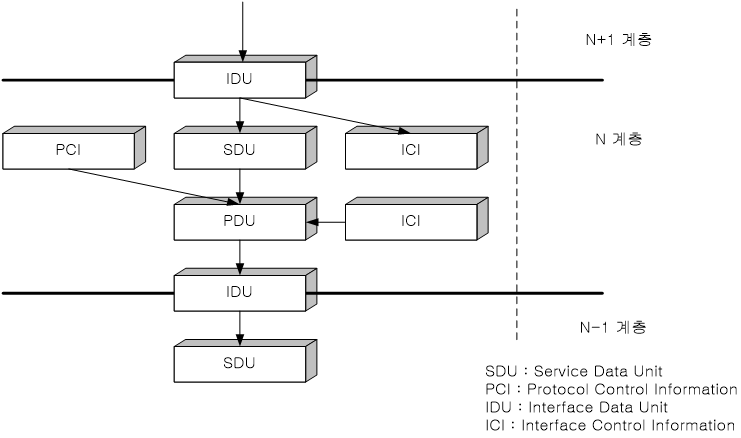 N+1 계층
IDU
N 계층
PCI
SDU
ICI
PDU
ICI
IDU
N-1 계층
SDU
SDU : Service Data Unit
PCI : Protocol Control Information
IDU : Interface Data Unit
ICI : Interface Control Information